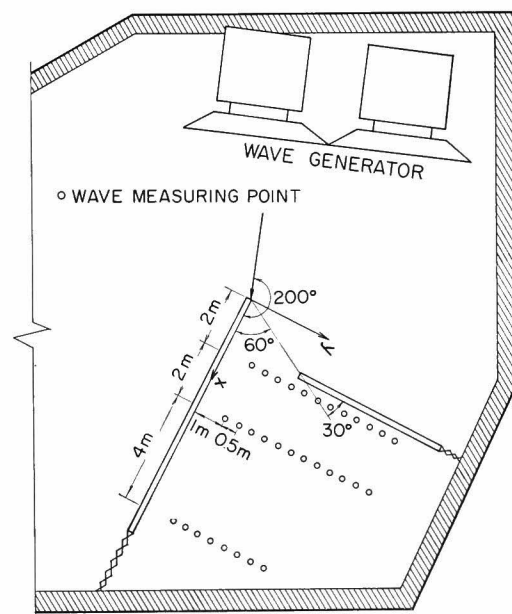 WAVE GENERATOR
WAVE MEASURING POINT
200°
2m
60°
y
2m
x
30°
1m 0.5m
4m